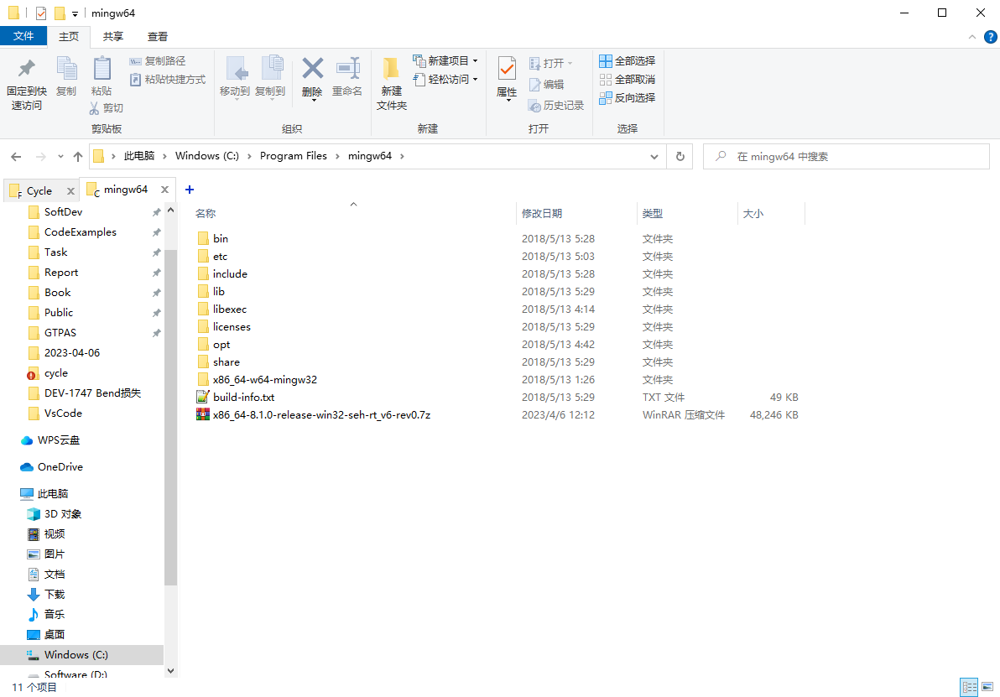 mingw64
文件 主页 共享 查看
固定到快速访问
复制
粘贴
复制路径
粘贴快捷方式
剪切
剪贴板
移动到
复制到
删除
重命名
组织
新建文件夹
新建项目
轻松访问
新建
属性
打开
编辑
历史记录
打开
全部选择
全部取消
反向选择
选择
此电脑 > Windows (C:) > Program Files > mingw64 >
在 mingw64 中搜索
Cycle
mingw64
SoftDev
CodeExamples
Task
Report
Book
Public
GTPAS
2023-04-06
cycle
DEV-1747 Bend损失
VsCode
WPS云盘
OneDrive
此电脑
3D 对象
视频
图片
文档
下载
音乐
桌面
Windows (C:)
Software (D:)
名称 修改日期 类型 大小
bin 2018/5/13 5:28 文件夹
etc 2018/5/13 5:03 文件夹
include 2018/5/13 5:28 文件夹
lib 2018/5/13 5:29 文件夹
libexec 2018/5/13 4:14 文件夹
licenses 2018/5/13 5:29 文件夹
opt 2018/5/13 4:42 文件夹
share 2018/5/13 5:29 文件夹
x86_64-w64-mingw32 2018/5/13 1:26 文件夹
build-info.txt 2018/5/13 5:29 TXT 文件 49 KB
x86_64-8.1.0-release-win32-seh-rt_v6-rev0.7z 2023/4/6 12:12 WinRAR 压缩文件 48,246 KB
11 个项目